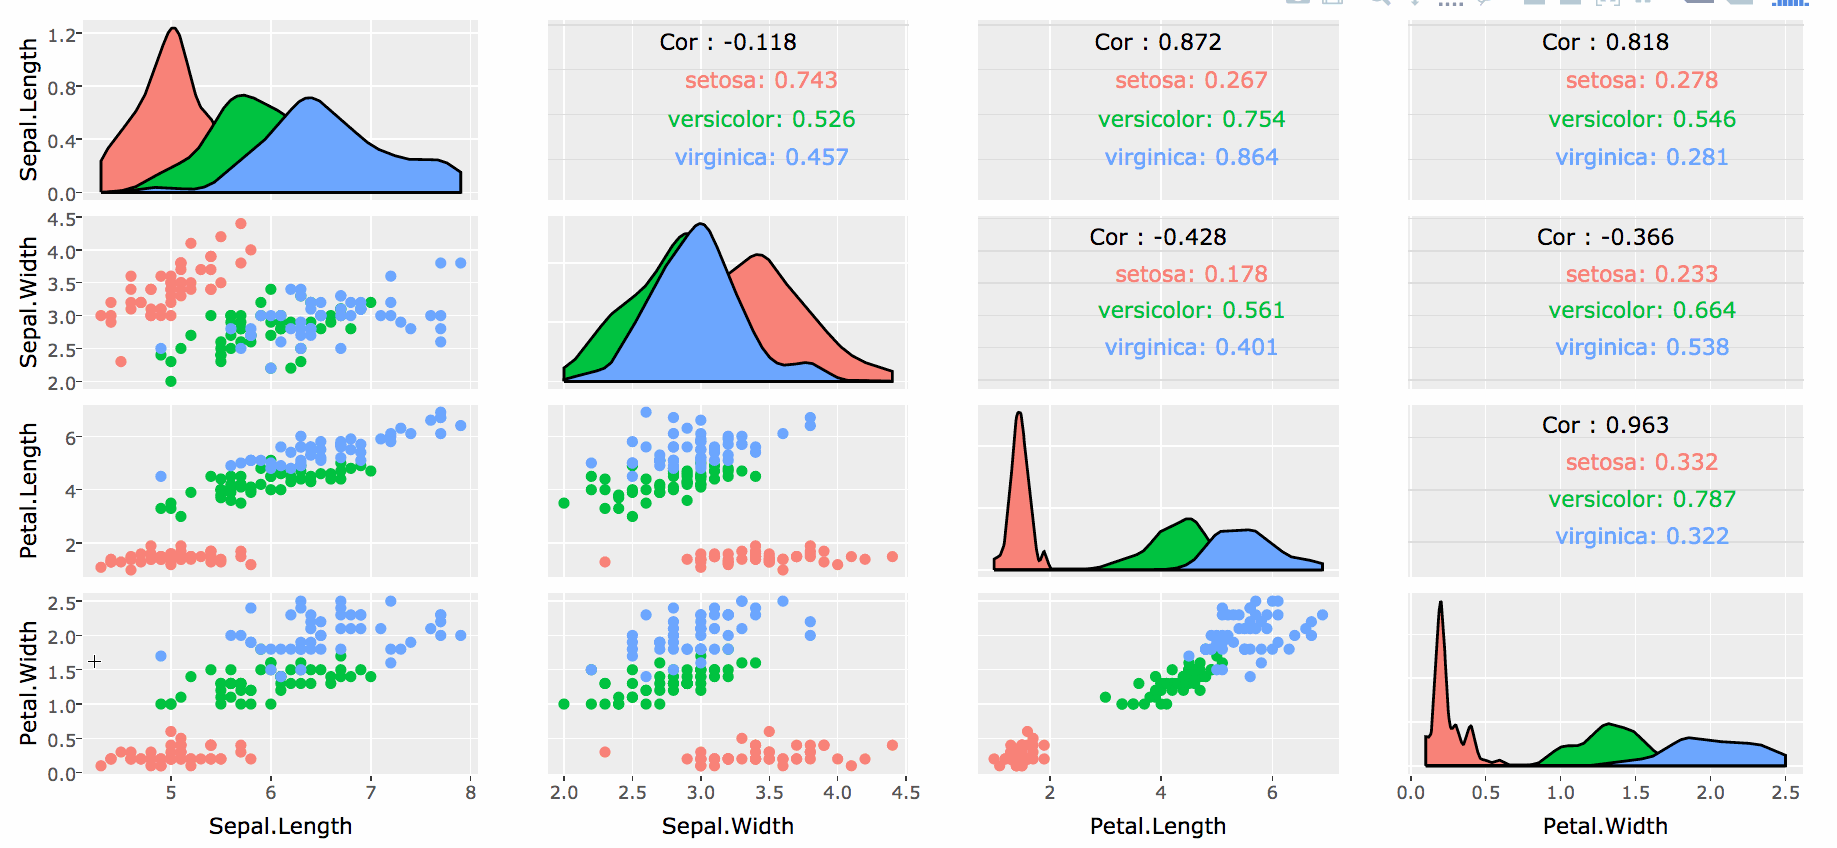 Sepal.Length
1.2
0.8
0.4
0.0
Cor : -0.118
setosa: 0.743
versicolor: 0.526
virginica: 0.457
Cor : 0.872
setosa: 0.267
versicolor: 0.754
virginica: 0.864
Cor : 0.818
setosa: 0.278
versicolor: 0.546
virginica: 0.281
Sepal.Width
4.5
4.0
3.5
3.0
2.5
2.0
Cor : -0.428
setosa: 0.178
versicolor: 0.561
virginica: 0.401
Cor : -0.366
setosa: 0.233
versicolor: 0.664
virginica: 0.538
Petal.Length
6
4
2
Cor : 0.963
setosa: 0.332
versicolor: 0.787
virginica: 0.322
Petal.Width
2.5
2.0
1.5
1.0
0.5
0.0
5 6 7 8
2.0 2.5 3.0 3.5 4.0 4.5
2 4 6
0.0 0.5 1.0 1.5 2.0 2.5
Sepal.Length
Sepal.Width
Petal.Length
Petal.Width